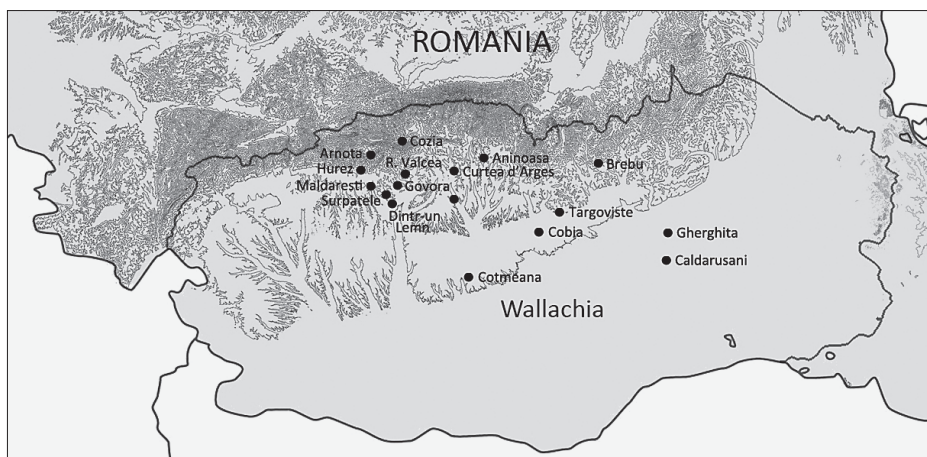 ROMANIA
Cozia
Arnota
R. Valcea
Aninoasa
Hurez
Curtea d'Arges
Brebu
Maldaresti
Govora
Surpatele
Dintr-un
Lemn
Targoviste
Cobja
Gherghita
Caldarusani
Cotmeana
Wallachia